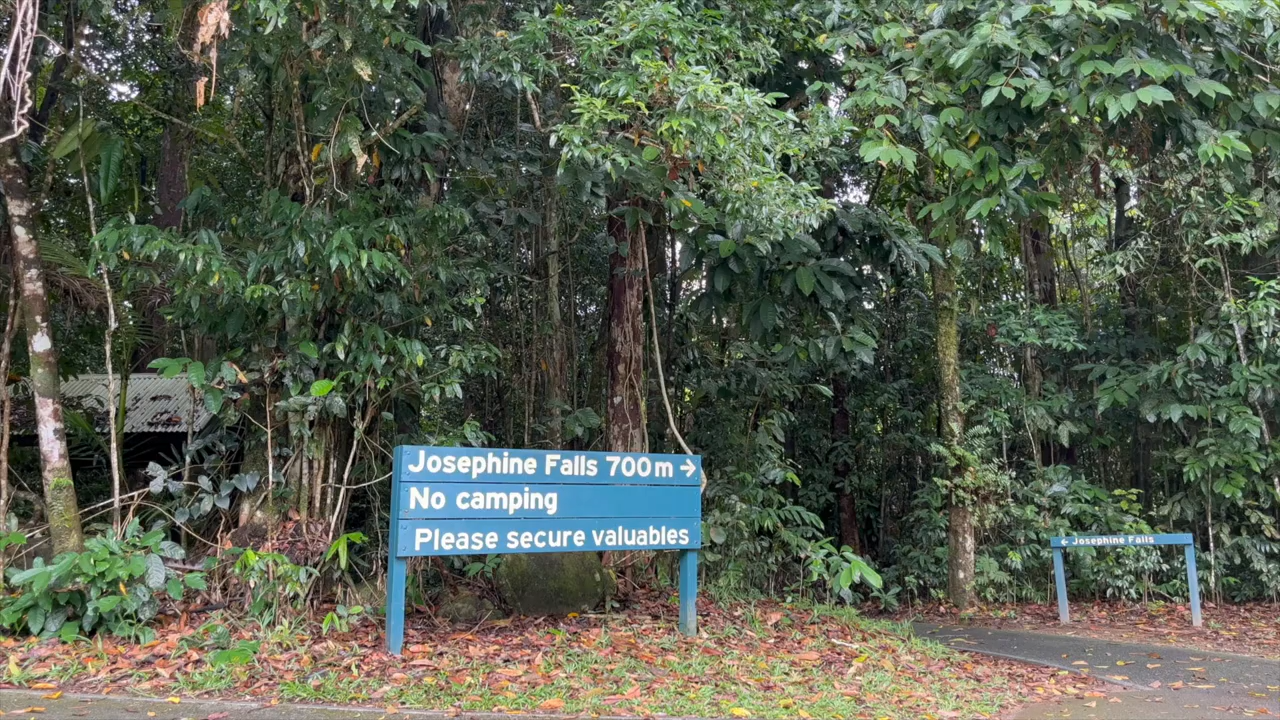 Josephine Falls 700m →
No camping
Please secure valuables
← Josephine Falls